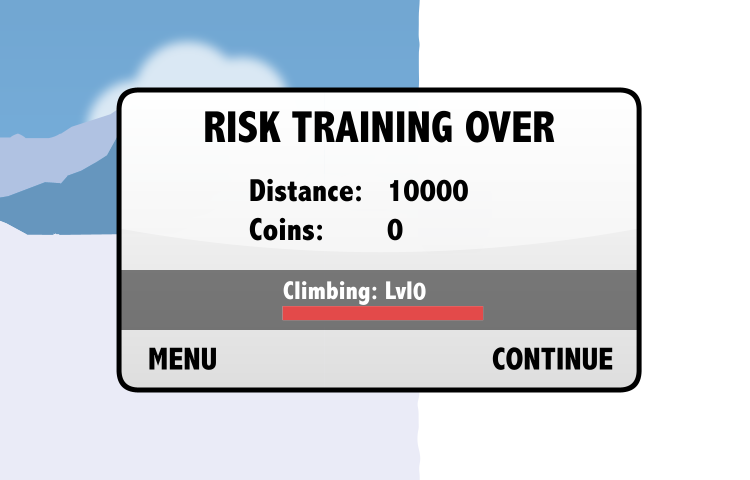 RISK TRAINING OVER
Distance: 10000
Coins: 0
Climbing: Lvl0
MENU CONTINUE